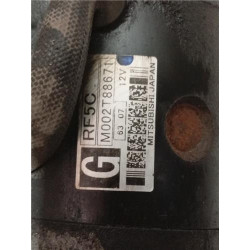 G
RF5C
M002T88671
63 07 12V
MITSUBISHI JAPAN